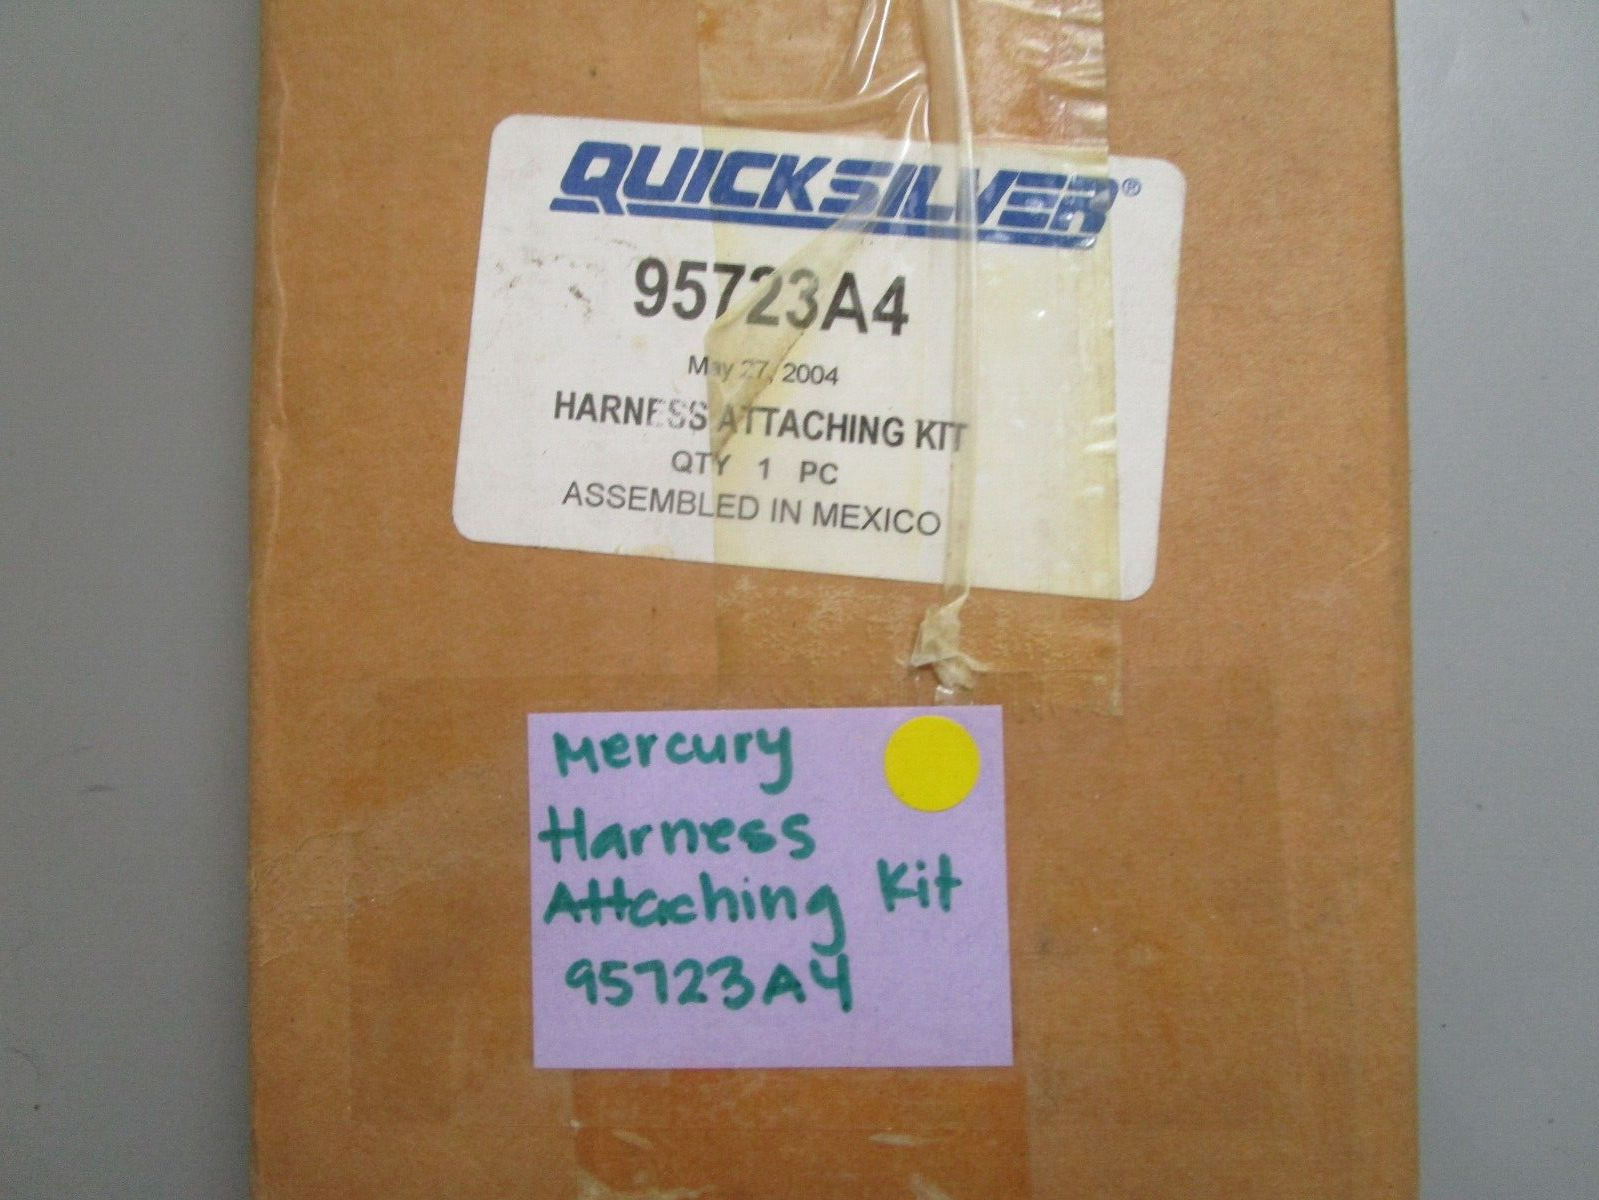 QUICKSILVER®
95723A4
May 27, 2004
HARNESS ATTACHING KIT
QTY 1 PC
ASSEMBLED IN MEXICO
Mercury
Harness
Attaching Kit
95723A4